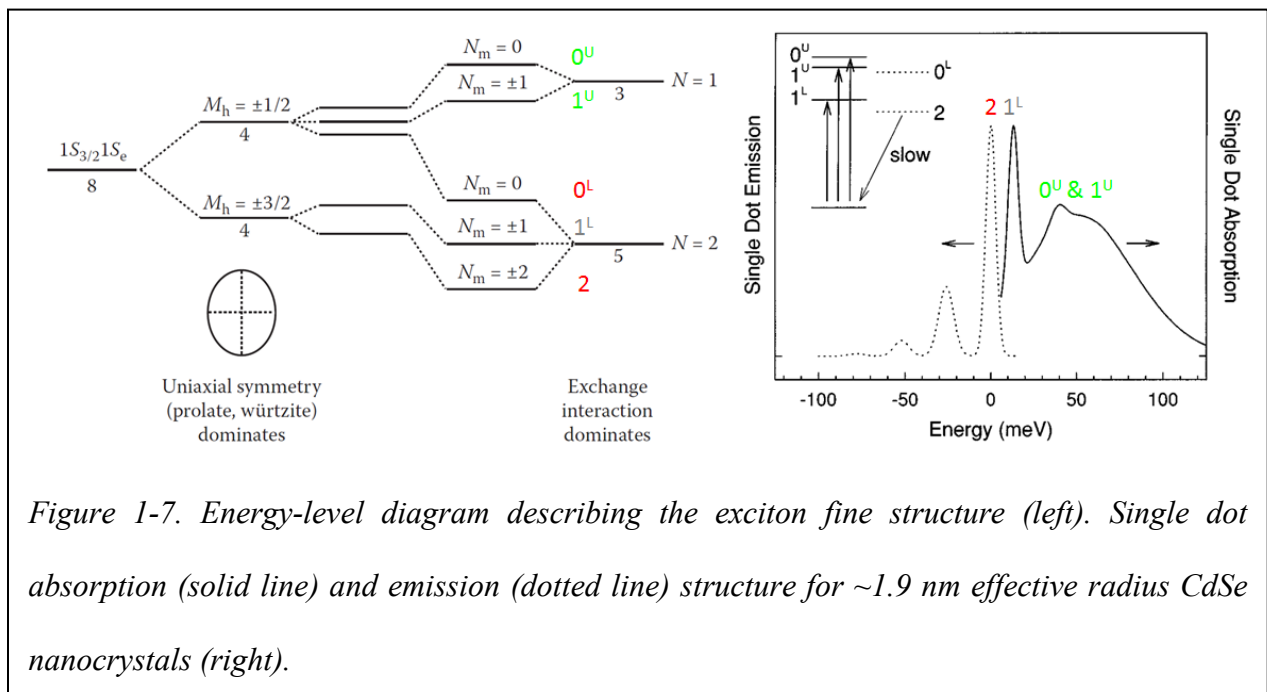 N_m = 0
0^U
N_m = ±1
N = 1
3
1^U
M_h = ±1/2
4
1S_{3/2}1S_e
8
M_h = ±3/2
4
N_m = 0
0^L
N_m = ±1
1^L
N = 2
5
N_m = ±2
2
Uniaxial symmetry
(prolate, würtzite)
dominates
Exchange
interaction
dominates
Single Dot Emission
0^U
1^U
1^L
0^L
2
slow
2 1^L
0^U & 1^U
Single Dot Absorption
-100 -50 0 50 100
Energy (meV)
Figure 1-7. Energy-level diagram describing the exciton fine structure (left). Single dot
absorption (solid line) and emission (dotted line) structure for ~1.9 nm effective radius CdSe
nanocrystals (right).